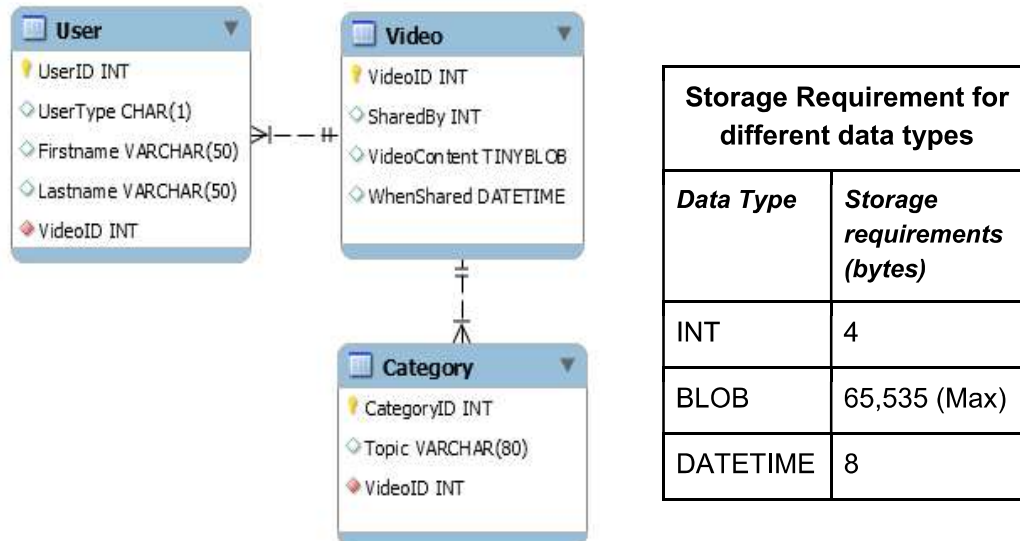 User
UserID INT
UserType CHAR(1)
Firstname VARCHAR(50)
Lastname VARCHAR(50)
VideoID INT
Video
VideoID INT
SharedBy INT
VideoContent TINYBLOB
WhenShared DATETIME
Category
CategoryID INT
Topic VARCHAR(80)
VideoID INT
Storage Requirement for
different data types
Data Type
Storage
requirements
(bytes)
INT
4
BLOB
65,535 (Max)
DATETIME
8